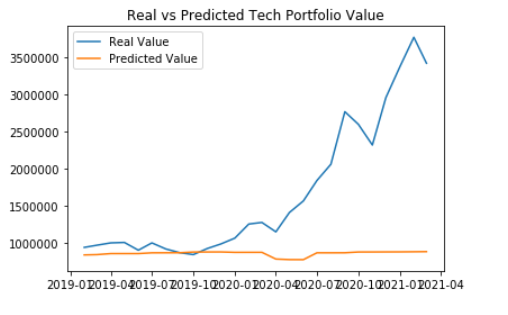 Real vs Predicted Tech Portfolio Value
Real Value
Predicted Value
3500000
3000000
2500000
2000000
1500000
1000000
2019-01 2019-04 2019-07 2019-10 2020-01 2020-04 2020-07 2020-10 2021-01 2021-04